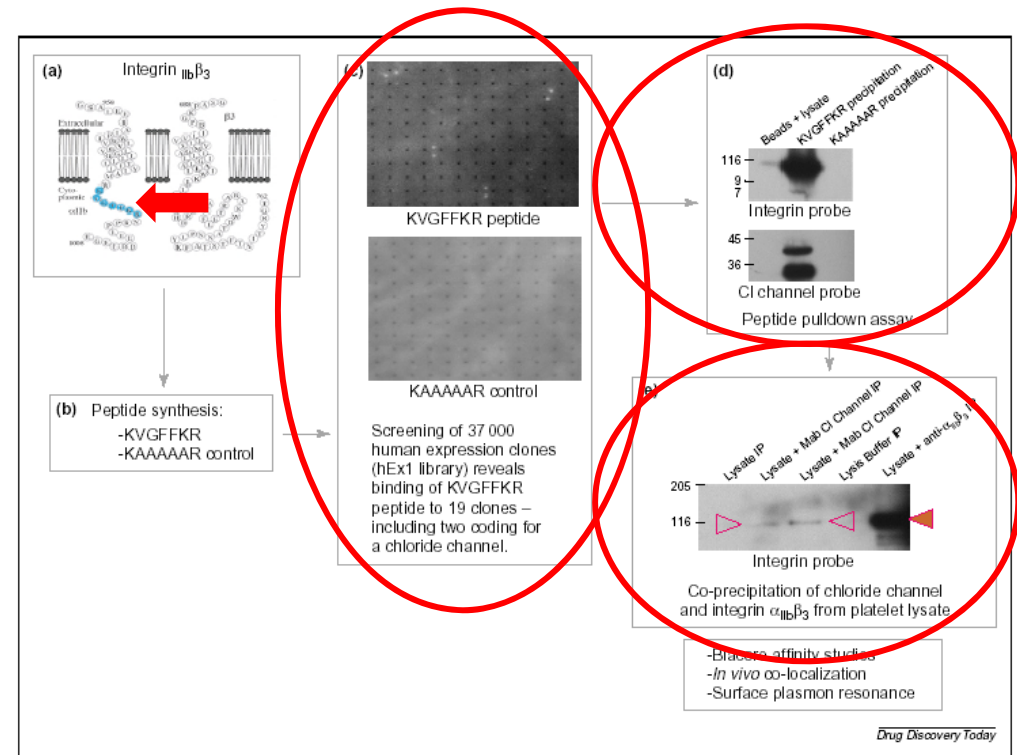 (a) Integrin IIbβ3
β3
Extracellular
Cyto-
plasmic
αIIb
(b) Peptide synthesis:
-KVGFFKR
-KAAAAAR control
(c)
KVGFFKR peptide
KAAAAAR control
Screening of 37 000
human expression clones
(hEx1 library) reveals
binding of KVGFFKR
peptide to 19 clones –
including two coding for
a chloride channel.
(d)
Beads + lysate
KVGFFKR precipitation
KAAAAAR precipitation
116
9
7
Integrin probe
45
36
Cl channel probe
Peptide pulldown assay
(e)
Lysate IP
Lysate + Mab Cl Channel IP
Lysate + Mab Cl Channel IP
Lysis Buffer IP
Lysate + anti-αIIbβ3 IP
205
116
Integrin probe
Co-precipitation of chloride channel
and integrin αIIbβ3 from platelet lysate
-Biacore affinity studies
-In vivo co-localization
-Surface plasmon resonance
Drug Discovery Today